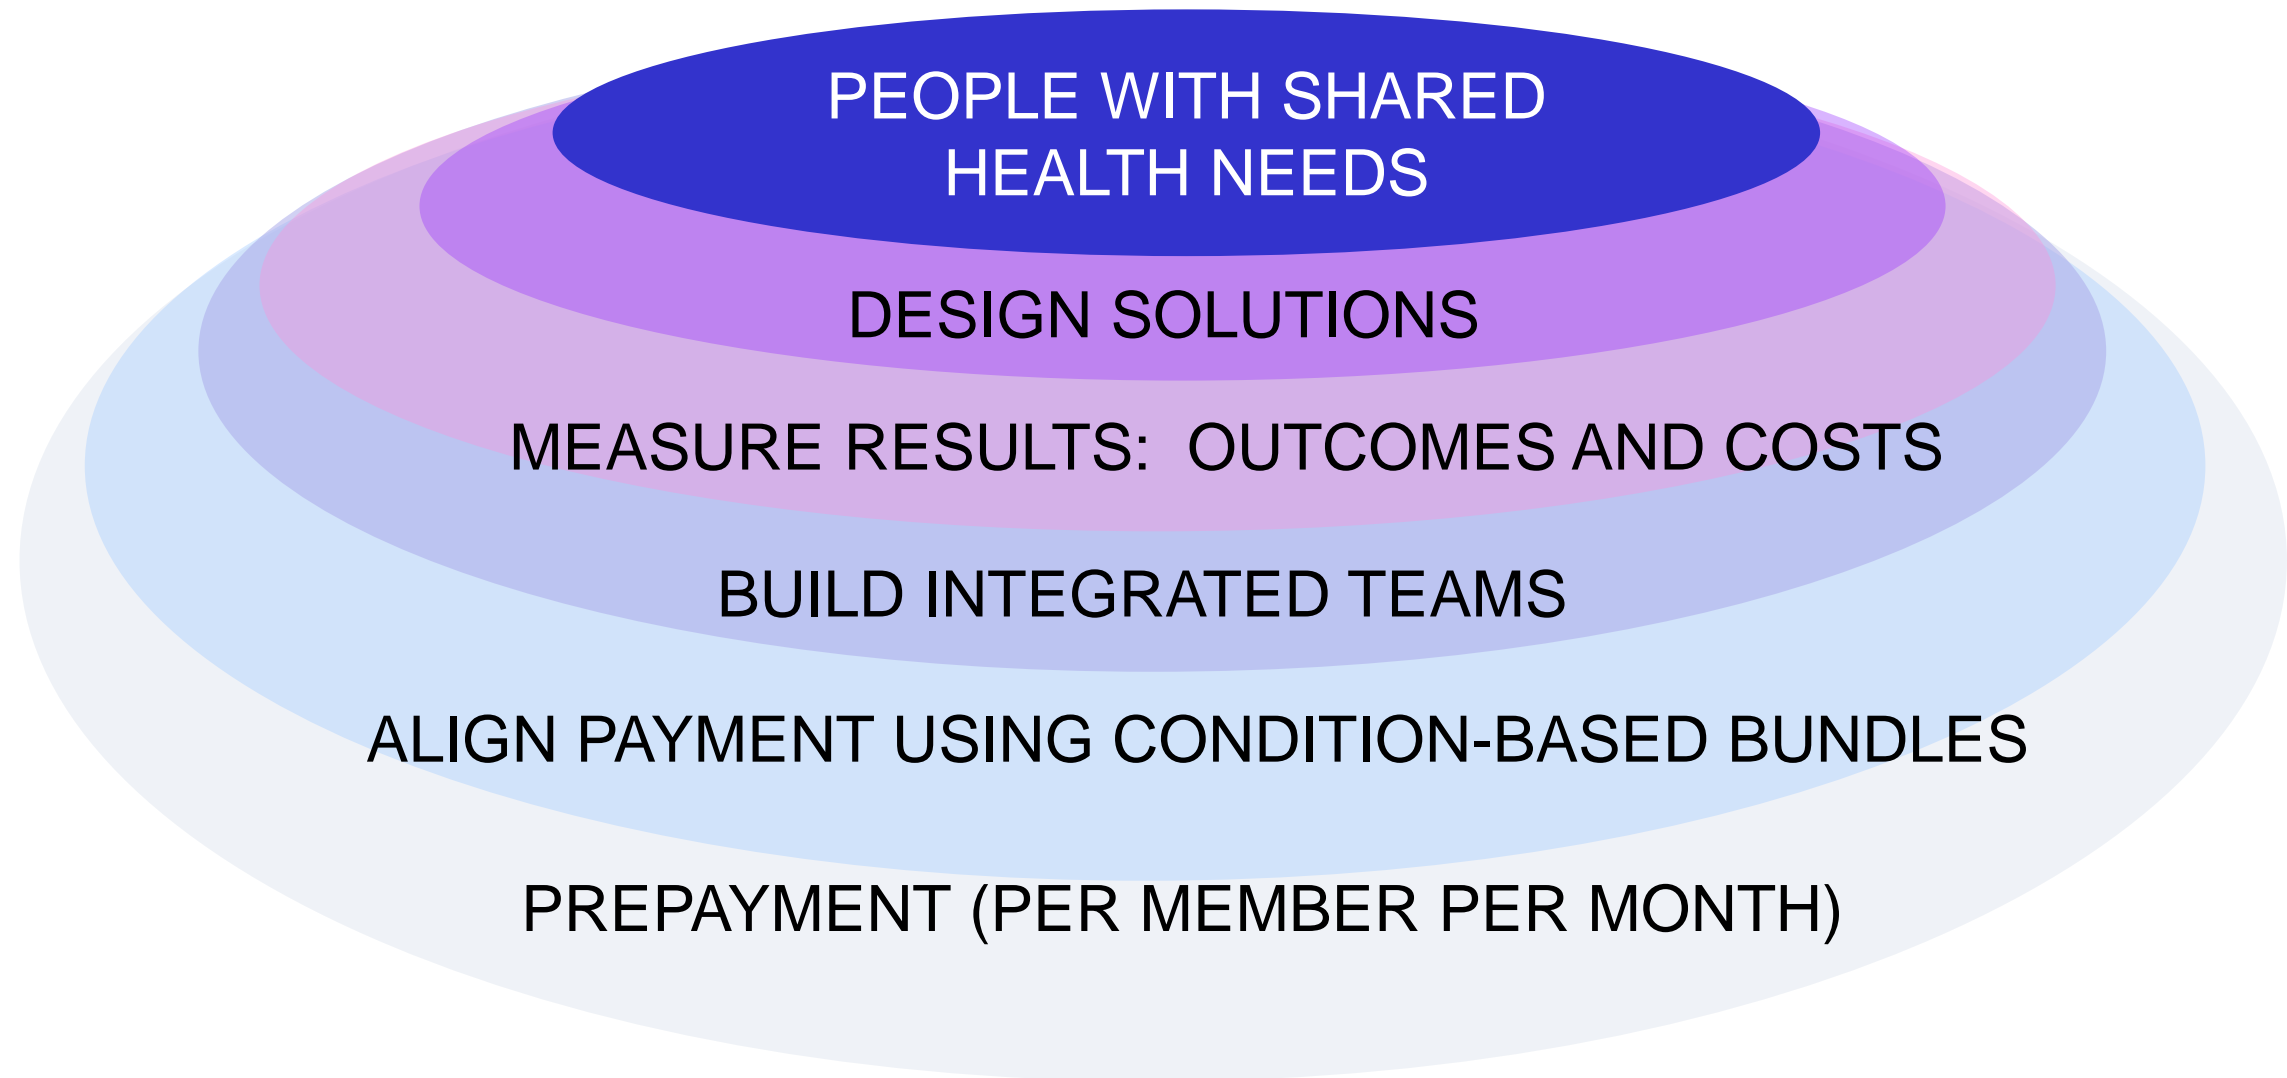 PEOPLE WITH SHARED
HEALTH NEEDS
DESIGN SOLUTIONS
MEASURE RESULTS:  OUTCOMES AND COSTS
BUILD INTEGRATED TEAMS
ALIGN PAYMENT USING CONDITION-BASED BUNDLES
PREPAYMENT (PER MEMBER PER MONTH)